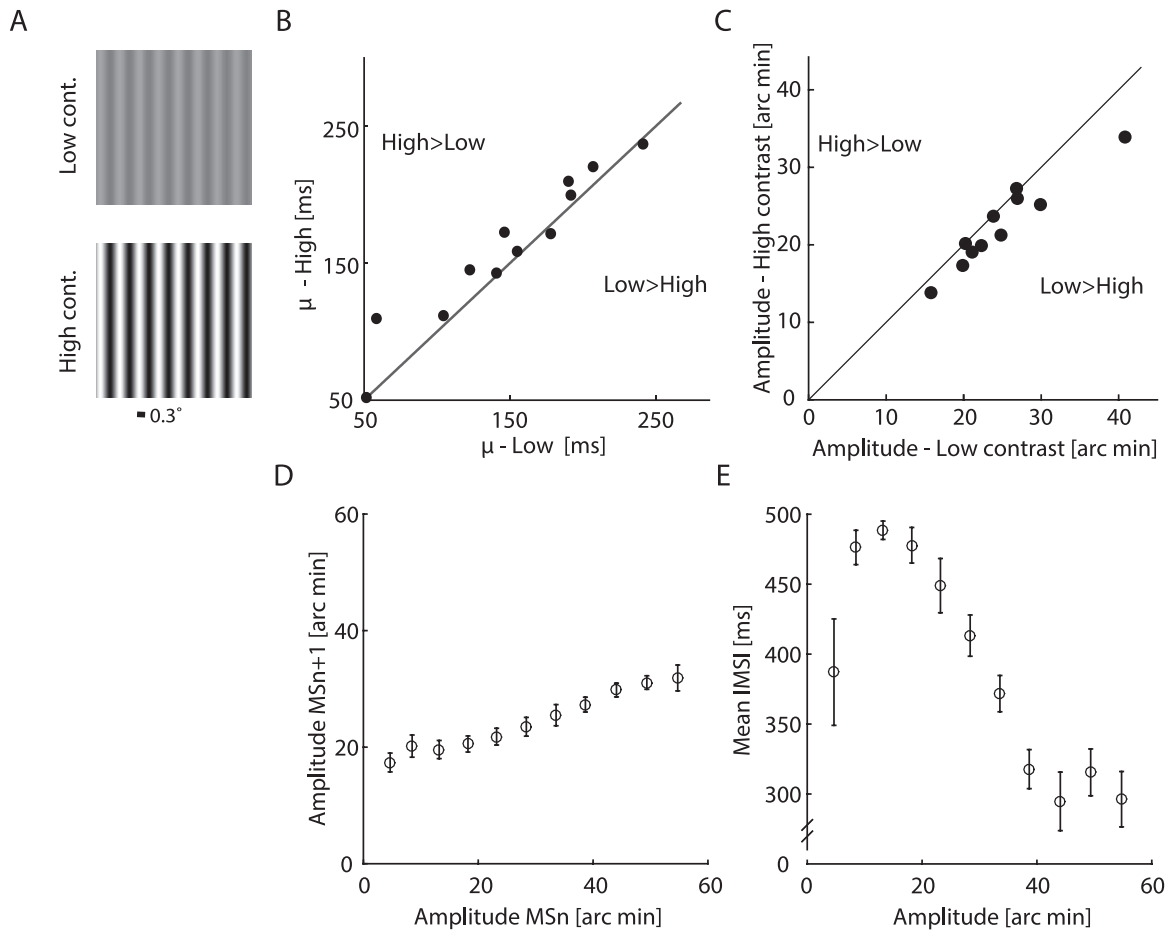 A
Low cont.
High cont.
0.3°
B
μ - High [ms]
250
150
50
High>Low
Low>High
50 150 250
μ - Low [ms]
C
Amplitude - High contrast [arc min]
40
30
20
10
0
High>Low
Low>High
0 10 20 30 40
Amplitude - Low contrast [arc min]
D
Amplitude MSn+1 [arc min]
60
40
20
0
0 20 40 60
Amplitude MSn [arc min]
E
Mean IMSI [ms]
500
450
400
350
300
0
0 20 40 60
Amplitude [arc min]